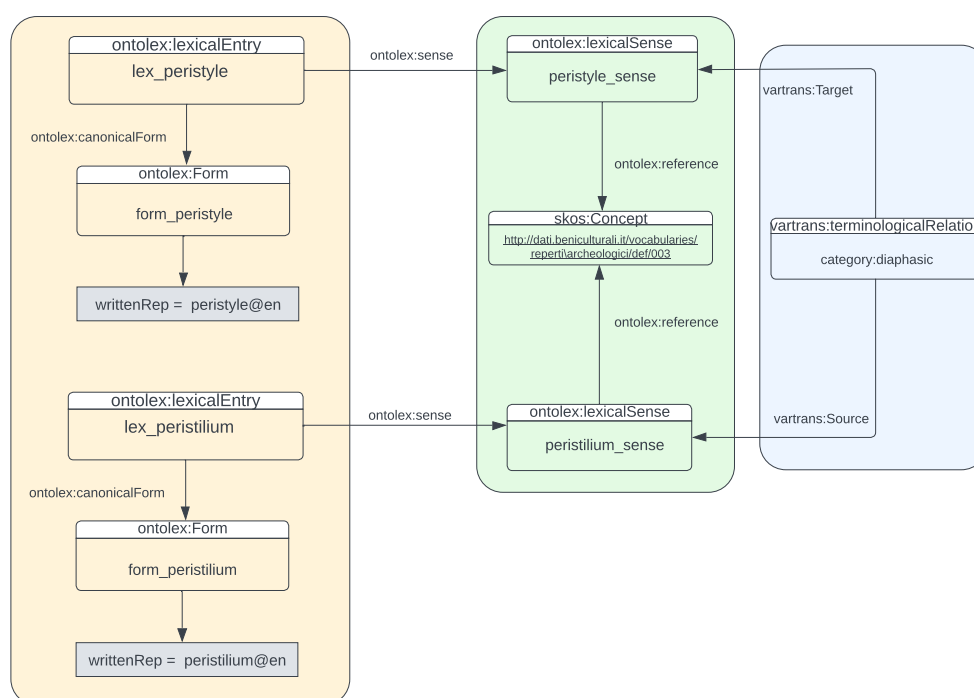 ontolex:lexicalEntry
lex_peristyle
ontolex:canonicalForm
ontolex:Form
form_peristyle
writtenRep = peristyle@en
ontolex:lexicalEntry
lex_peristilium
ontolex:canonicalForm
ontolex:Form
form_peristilium
writtenRep = peristilium@en
ontolex:sense
ontolex:sense
ontolex:lexicalSense
peristyle_sense
ontolex:reference
skos:Concept
http://dati.beniculturali.it/vocabularies/
reperti\archeologici/def/003
ontolex:reference
ontolex:lexicalSense
peristilium_sense
vartrans:Target
vartrans:terminologicalRelatio
category:diaphasic
vartrans:Source